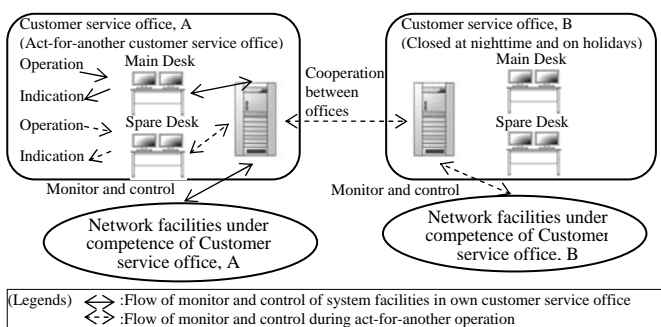 Customer service office, A
(Act-for-another customer service office)
Operation
Main Desk
Indication
Operation
Spare Desk
Indication
Monitor and control
Network facilities under
competence of Customer
service office, A
Cooperation
between
offices
Customer service office, B
(Closed at nighttime and on holidays)
Main Desk
Spare Desk
Monitor and control
Network facilities under
competence of Customer
service office. B
(Legends) :Flow of monitor and control of system facilities in own customer service office
:Flow of monitor and control during act-for-another operation